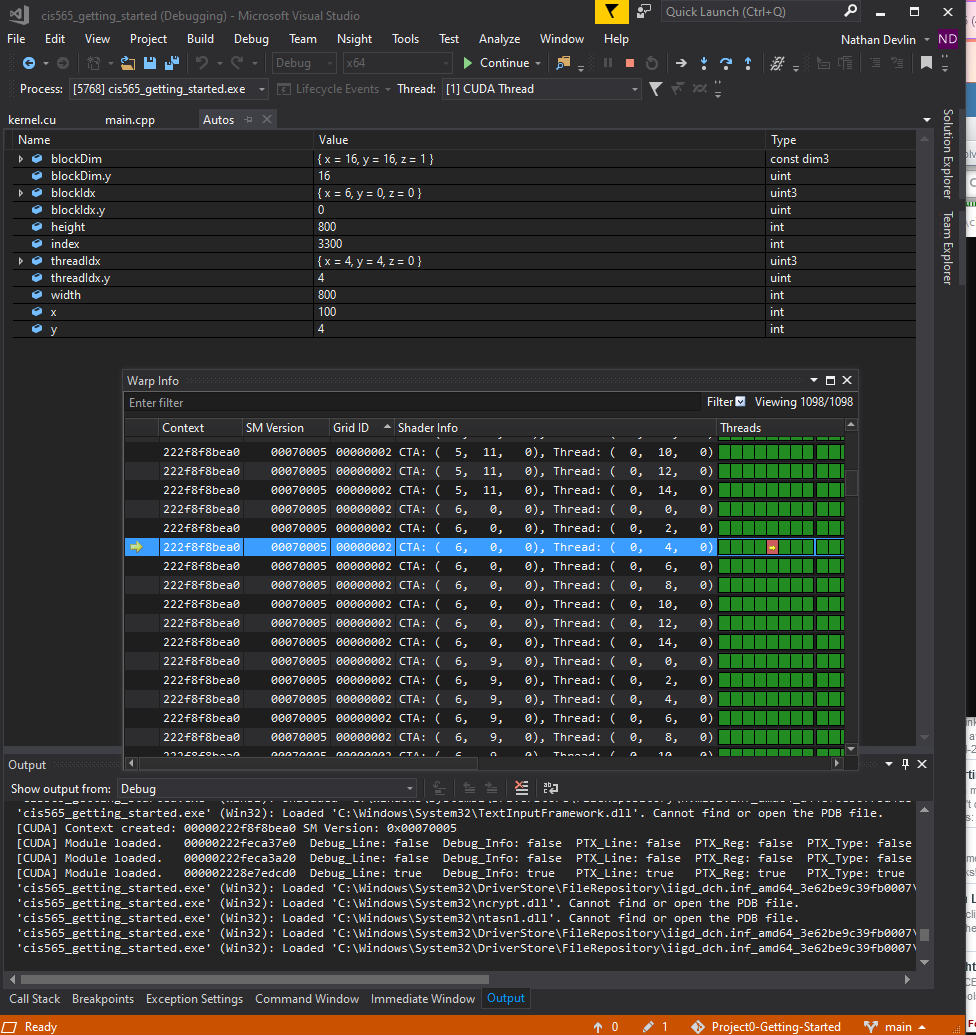 cis565_getting_started (Debugging) - Microsoft Visual Studio
Quick Launch (Ctrl+Q)
File Edit View Project Build Debug Team Nsight Tools Test Analyze Window Help
Nathan Devlin ND
Debug x64 Continue
Process: [5768] cis565_getting_started.exe Lifecycle Events Thread: [1] CUDA Thread
kernel.cu main.cpp Autos
Name Value Type
blockDim { x = 16, y = 16, z = 1 } const dim3
blockDim.y 16 uint
blockIdx { x = 6, y = 0, z = 0 } uint3
blockIdx.y 0 uint
height 800 int
index 3300 int
threadIdx { x = 4, y = 4, z = 0 } uint3
threadIdx.y 4 uint
width 800 int
x 100 int
y 4 int
Solution Explorer
Team Explorer
Warp Info
Enter filter Filter Viewing 1098/1098
Context SM Version Grid ID Shader Info Threads
222f8f8bea0 00070005 00000002 CTA: ( 5, 11, 0), Thread: ( 0, 10, 0)
222f8f8bea0 00070005 00000002 CTA: ( 5, 11, 0), Thread: ( 0, 12, 0)
222f8f8bea0 00070005 00000002 CTA: ( 5, 11, 0), Thread: ( 0, 14, 0)
222f8f8bea0 00070005 00000002 CTA: ( 6, 0, 0), Thread: ( 0, 0, 0)
222f8f8bea0 00070005 00000002 CTA: ( 6, 0, 0), Thread: ( 0, 2, 0)
222f8f8bea0 00070005 00000002 CTA: ( 6, 0, 0), Thread: ( 0, 4, 0)
222f8f8bea0 00070005 00000002 CTA: ( 6, 0, 0), Thread: ( 0, 6, 0)
222f8f8bea0 00070005 00000002 CTA: ( 6, 0, 0), Thread: ( 0, 8, 0)
222f8f8bea0 00070005 00000002 CTA: ( 6, 0, 0), Thread: ( 0, 10, 0)
222f8f8bea0 00070005 00000002 CTA: ( 6, 0, 0), Thread: ( 0, 12, 0)
222f8f8bea0 00070005 00000002 CTA: ( 6, 0, 0), Thread: ( 0, 14, 0)
222f8f8bea0 00070005 00000002 CTA: ( 6, 9, 0), Thread: ( 0, 0, 0)
222f8f8bea0 00070005 00000002 CTA: ( 6, 9, 0), Thread: ( 0, 2, 0)
222f8f8bea0 00070005 00000002 CTA: ( 6, 9, 0), Thread: ( 0, 4, 0)
222f8f8bea0 00070005 00000002 CTA: ( 6, 9, 0), Thread: ( 0, 6, 0)
222f8f8bea0 00070005 00000002 CTA: ( 6, 9, 0), Thread: ( 0, 8, 0)
222f8f8bea0 00070005 00000002 CTA: ( 6, 9, 0), Thread: ( 0, 10, 0)
Output
Show output from: Debug
'cis565_getting_started.exe' (Win32): Loaded 'C:\Windows\System32\TextInputFramework.dll'. Cannot find or open the PDB file.
[CUDA] Context created: 00000222f8f8bea0 SM Version: 0x00070005
[CUDA] Module loaded. 00000222feca37e0 Debug_Line: false Debug_Info: false PTX_Line: false PTX_Reg: false PTX_Type: false
[CUDA] Module loaded. 00000222feca3a20 Debug_Line: false Debug_Info: false PTX_Line: false PTX_Reg: false PTX_Type: false
[CUDA] Module loaded. 000002228e7edcd0 Debug_Line: true Debug_Info: true PTX_Line: true PTX_Reg: true PTX_Type: true
'cis565_getting_started.exe' (Win32): Loaded 'C:\Windows\System32\DriverStore\FileRepository\iigd_dch.inf_amd64_3e62be9c39fb0007\
'cis565_getting_started.exe' (Win32): Loaded 'C:\Windows\System32\ncrypt.dll'. Cannot find or open the PDB file.
'cis565_getting_started.exe' (Win32): Loaded 'C:\Windows\System32\ntasn1.dll'. Cannot find or open the PDB file.
'cis565_getting_started.exe' (Win32): Loaded 'C:\Windows\System32\DriverStore\FileRepository\iigd_dch.inf_amd64_3e62be9c39fb0007\
'cis565_getting_started.exe' (Win32): Loaded 'C:\Windows\System32\DriverStore\FileRepository\iigd_dch.inf_amd64_3e62be9c39fb0007\
Call Stack Breakpoints Exception Settings Command Window Immediate Window Output
Ready 0 1 Project0-Getting-Started main